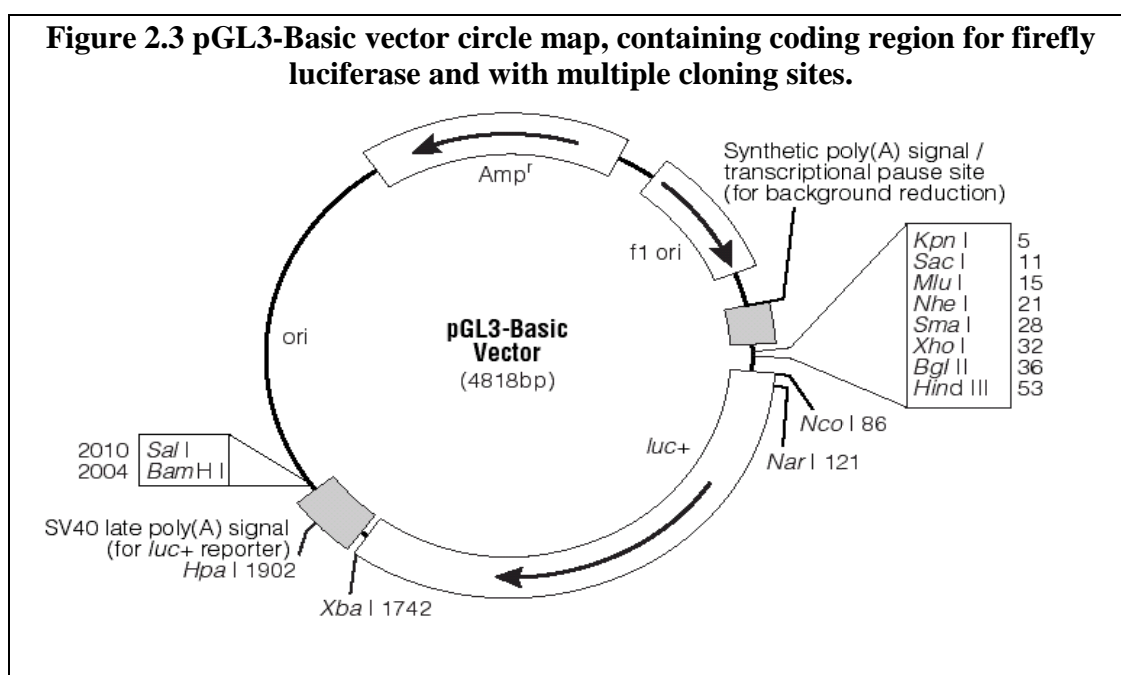 Figure 2.3 pGL3-Basic vector circle map, containing coding region for firefly
luciferase and with multiple cloning sites.
Ampʳ
Synthetic poly(A) signal /
transcriptional pause site
(for background reduction)
f1 ori
Kpn I 5
Sac I 11
Mlu I 15
Nhe I 21
Sma I 28
Xho I 32
Bgl II 36
Hind III 53
ori
pGL3-Basic
Vector
(4818bp)
Nco I 86
Nar I 121
luc+
2010 Sal I
2004 BamH I
SV40 late poly(A) signal
(for luc+ reporter)
Hpa I 1902
Xba I 1742